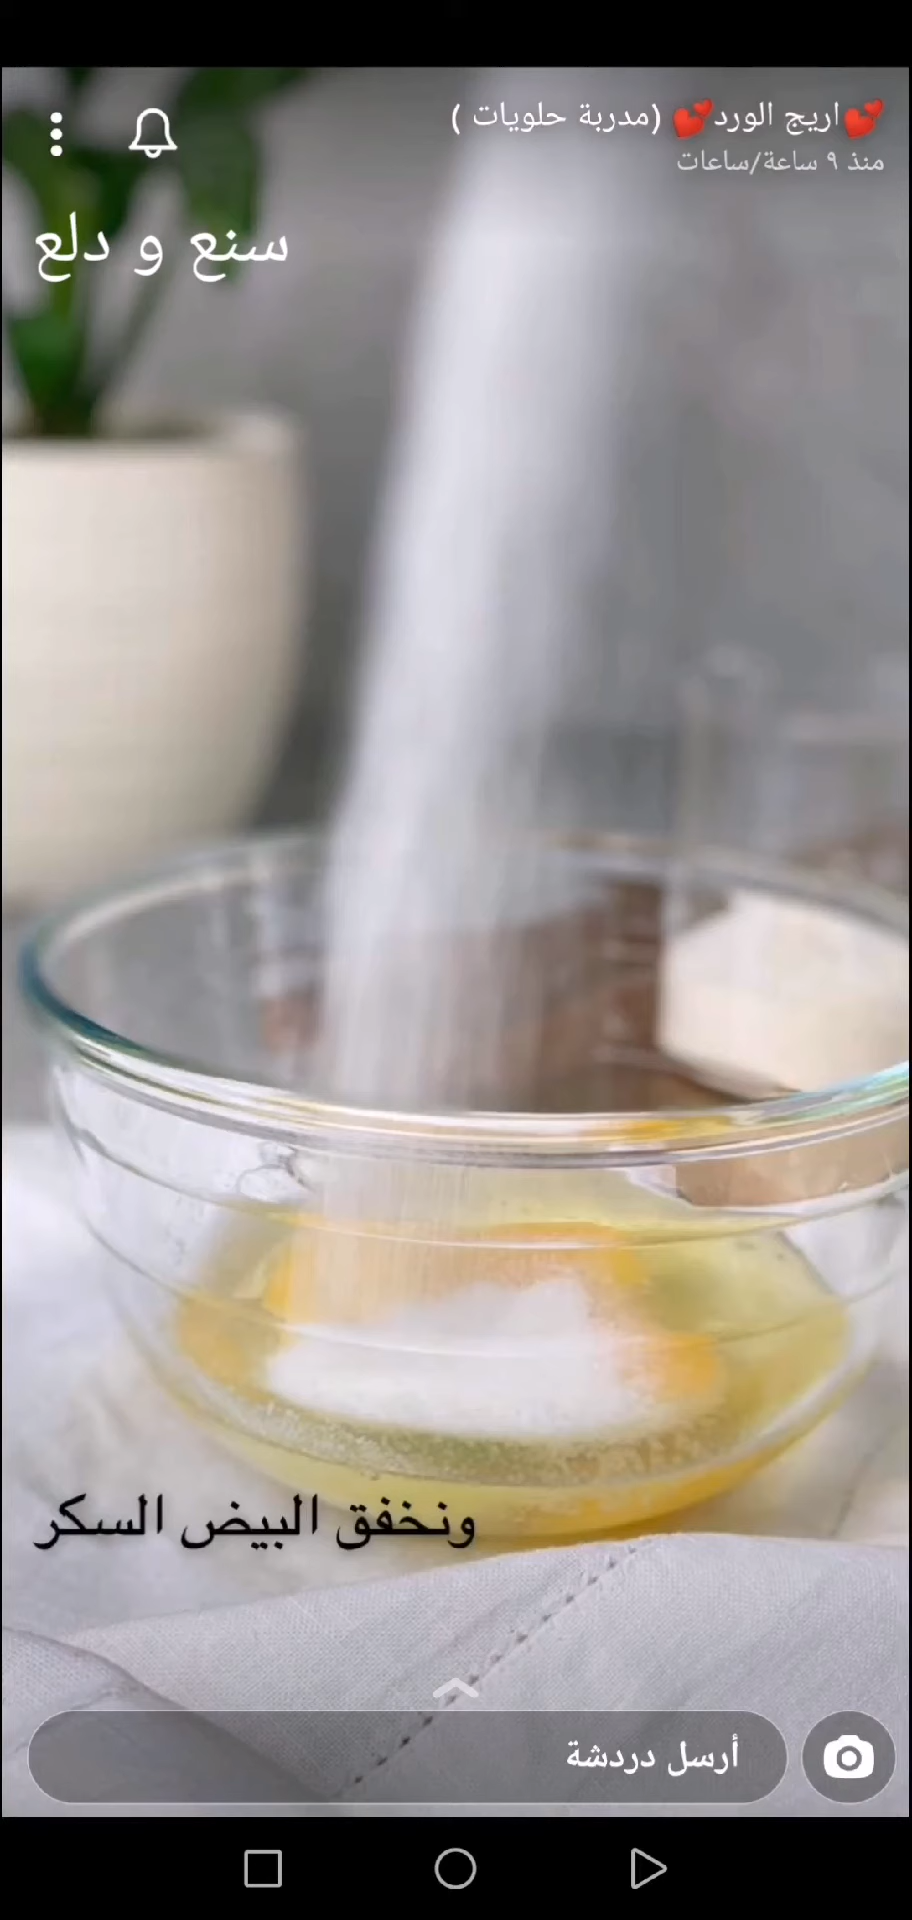 💕اريج الورد💕 (مدربة حلويات )
منذ ٩ ساعة/ساعات
سنع و دلع
ونخفق البيض السكر
أرسل دردشة